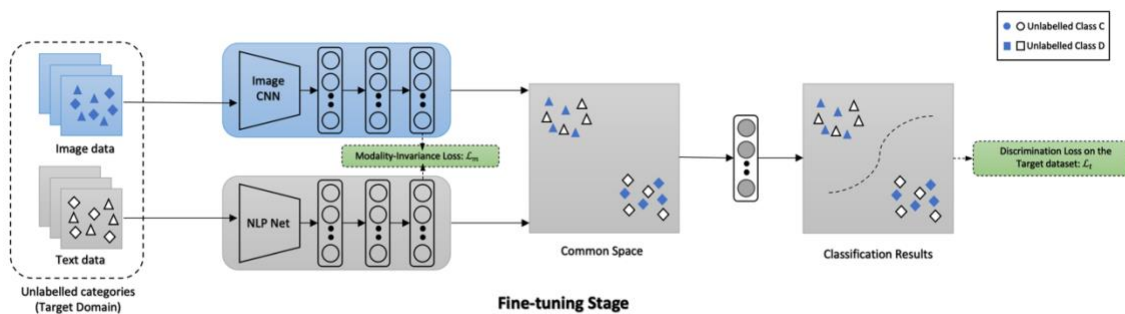 Unlabelled Class C
Unlabelled Class D
Image
CNN
Image data
Modality-Invariance Loss: ℒm
Discrimination Loss on the
Target dataset: ℒt
NLP Net
Text data
Common Space
Classification Results
Unlabelled categories
(Target Domain)
Fine-tuning Stage